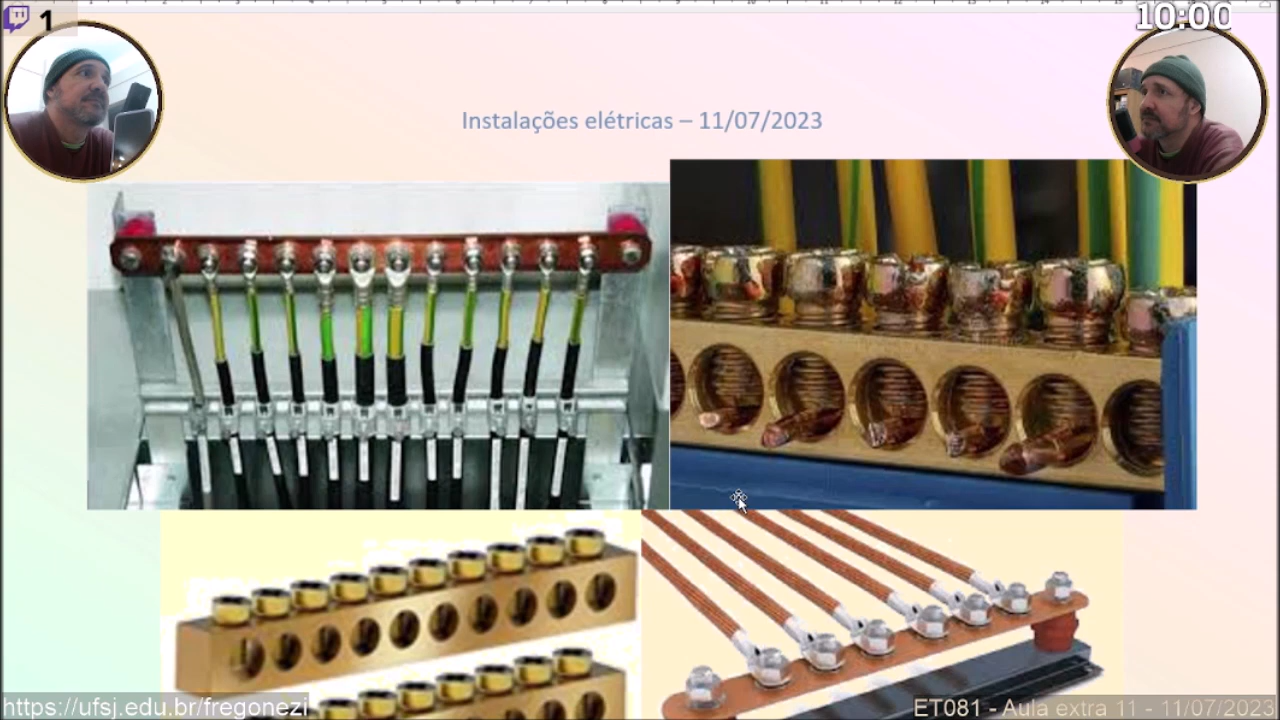 1
10:00
Instalações elétricas – 11/07/2023
https://ufsj.edu.br/fregonezi
ET081 - Aula extra 11 - 11/07/2023